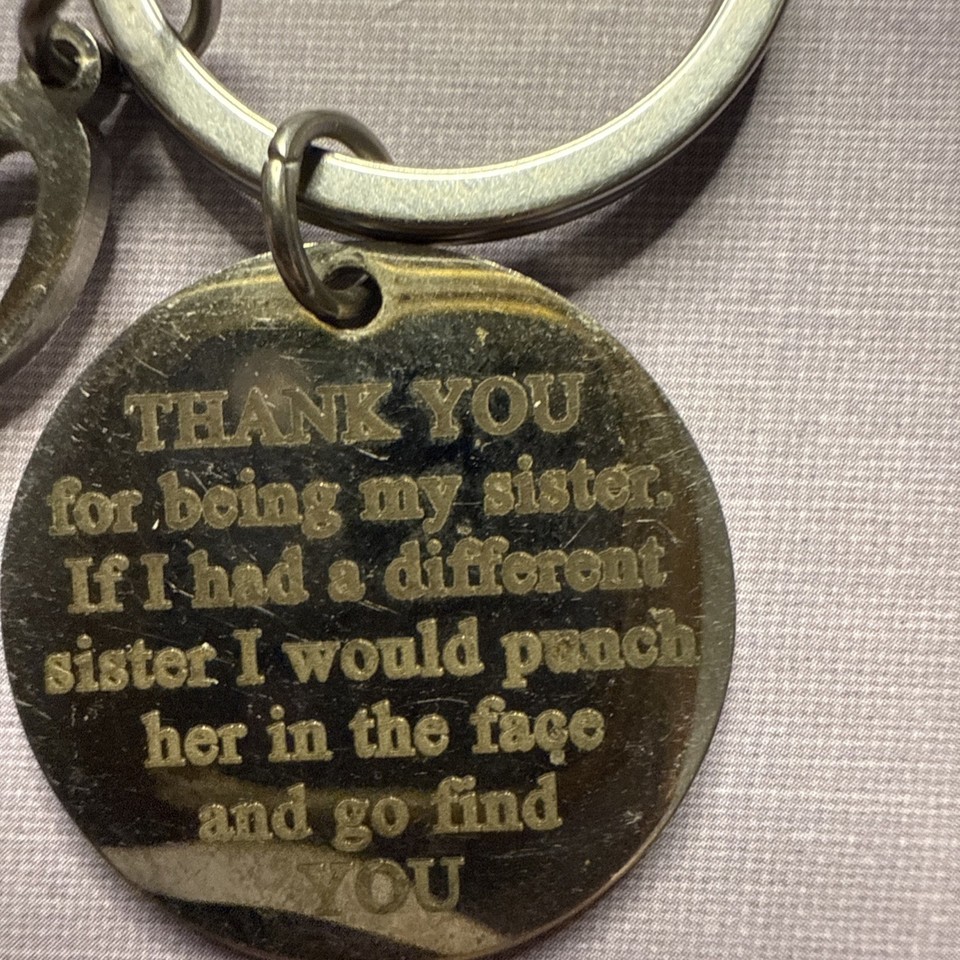 THANK YOU
for being my sister.
If I had a different
sister I would punch
her in the face
and go find
YOU